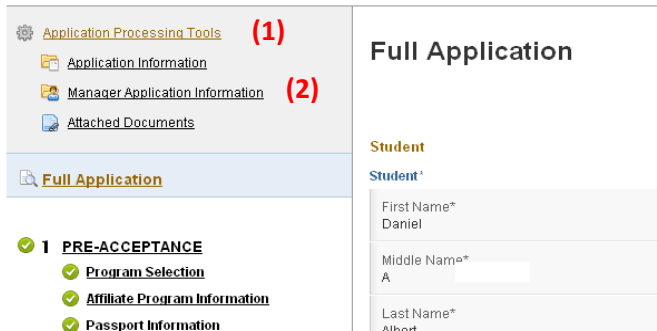 Application Processing Tools (1)
Application Information
Manager Application Information (2)
Attached Documents
Full Application
1 PRE-ACCEPTANCE
Program Selection
Affiliate Program Information
Passport Information
Full Application
Student
Student*
First Name*
Daniel
Middle Name*
A
Last Name*
Albert